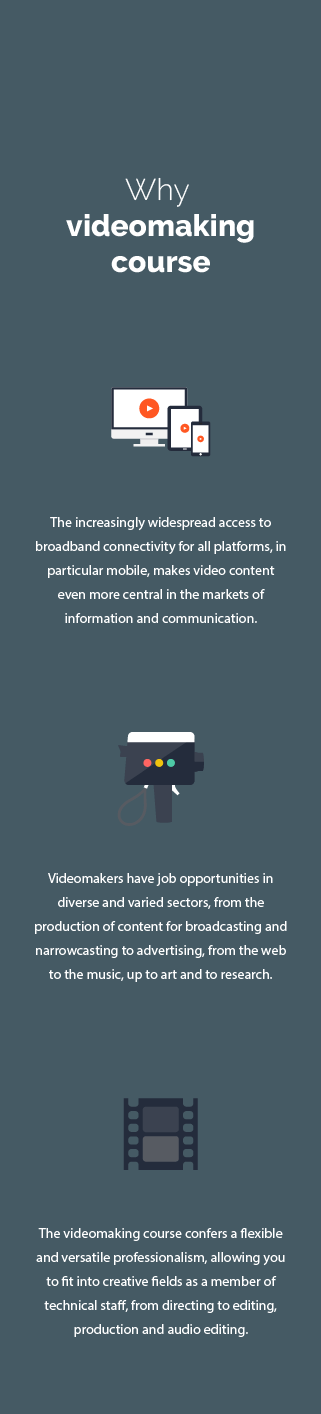 Why
videomaking
course
The increasingly widespread access to
broadband connectivity for all platforms, in
particular mobile, makes video content
even more central in the markets of
information and communication.
Videomakers have job opportunities in
diverse and varied sectors, from the
production of content for broadcasting and
narrowcasting to advertising, from the web
to the music, up to art and to research.
The videomaking course confers a flexible
and versatile professionalism, allowing you
to fit into creative fields as a member of
technical staff, from directing to editing,
production and audio editing.